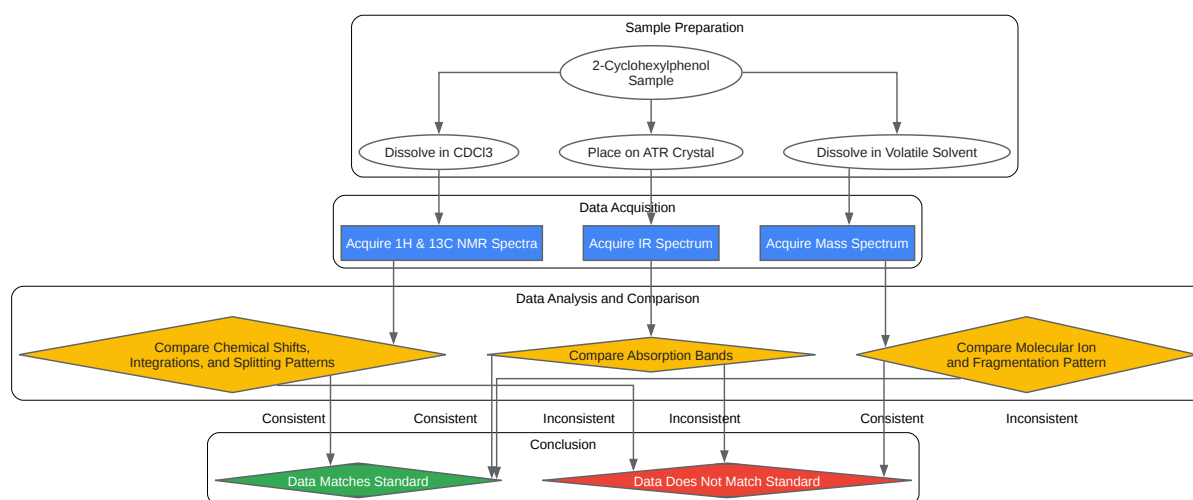 Sample Preparation
2-Cyclohexylphenol
Sample
Dissolve in CDCl3
Place on ATR Crystal
Dissolve in Volatile Solvent
Data Acquisition
Acquire 1H & 13C NMR Spectra
Acquire IR Spectrum
Acquire Mass Spectrum
Data Analysis and Comparison
Compare Chemical Shifts,
Integrations, and Splitting Patterns
Compare Absorption Bands
Compare Molecular Ion
and Fragmentation Pattern
Consistent
Consistent
Inconsistent
Inconsistent
Consistent
Inconsistent
Conclusion
Data Matches Standard
Data Does Not Match Standard